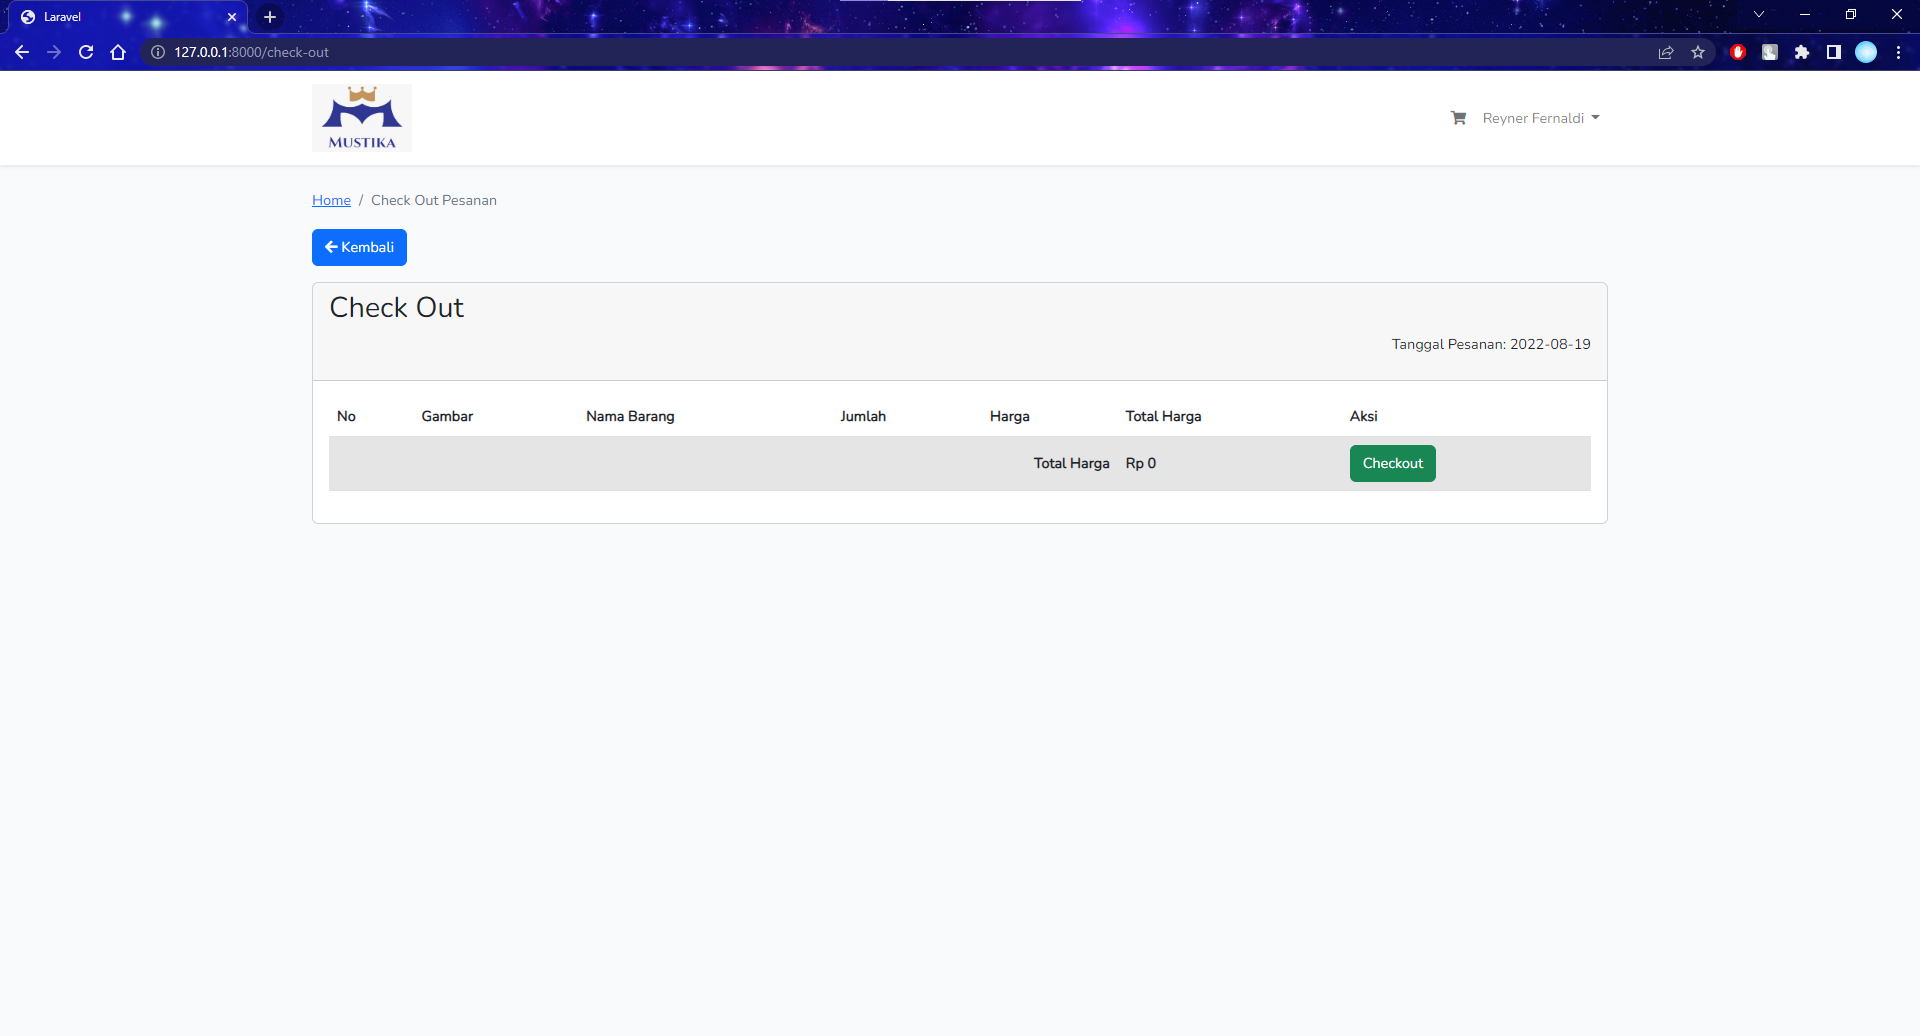 Laravel
127.0.0.1:8000/check-out
MUSTIKA
Reyner Fernaldi
Home / Check Out Pesanan
Kembali
Check Out
Tanggal Pesanan: 2022-08-19
No Gambar Nama Barang Jumlah Harga Total Harga Aksi
Total Harga Rp 0 Checkout